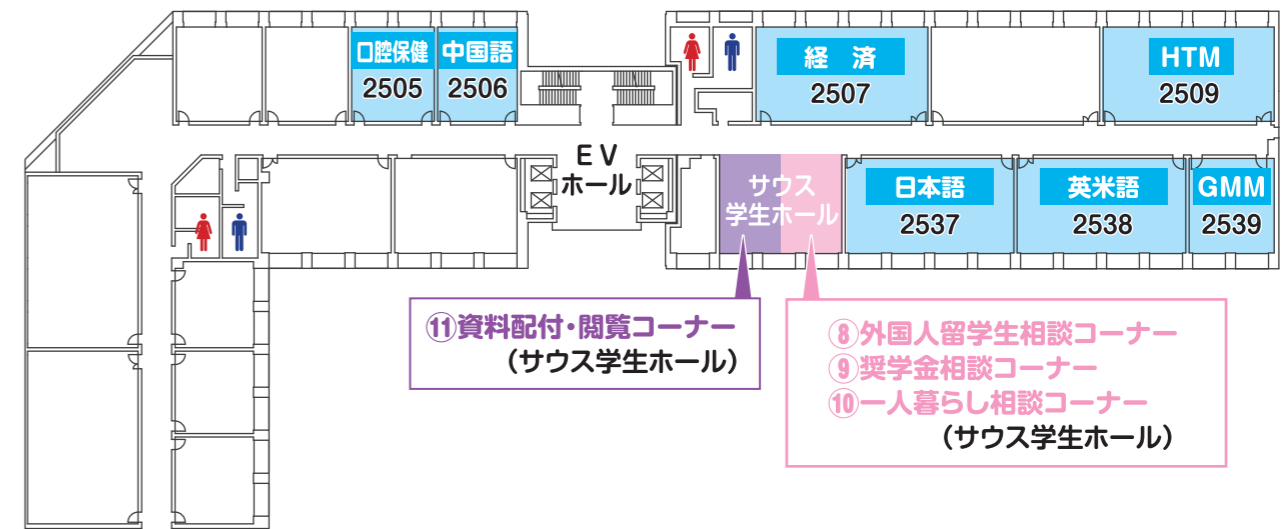 口腔保健
2505
中国語
2506
経 済
2507
HTM
2509
EV
ホール
サウス
学生ホール
日本語
2537
英米語
2538
GMM
2539
⑪資料配付・閲覧コーナー
(サウス学生ホール)
⑧外国人留学生相談コーナー
⑨奨学金相談コーナー
⑩一人暮らし相談コーナー
(サウス学生ホール)